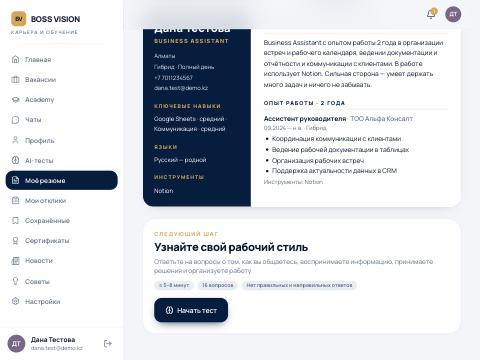 BV BOSS VISION
КАРЬЕРА И ОБУЧЕНИЕ
Главная
Вакансии
Academy
Чаты
Профиль
AI-тесты
Моё резюме
Мои отклики
Сохранённые
Сертификаты
Новости
Советы
Настройки
ДТ
Дана Тестова
dana.test@demo.kz
ДТ
Дана Тестова
BUSINESS ASSISTANT
Алматы
Гибрид · Полный день
+7 7011234567
dana.test@demo.kz
КЛЮЧЕВЫЕ НАВЫКИ
Google Sheets · средний ·
Коммуникация · средний
ЯЗЫКИ
Русский — родной
ИНСТРУМЕНТЫ
Notion
Business Assistant с опытом работы 2 года в организации
встреч и рабочего календаря, ведении документации и
отчётности и коммуникации с клиентами. В работе
использует Notion. Сильная сторона — умеет держать
много задач и ничего не забывать.
ОПЫТ РАБОТЫ · 2 ГОДА
Ассистент руководителя · ТОО Альфа Консалт
09.2024 — н.в. · Гибрид
• Координация коммуникации с клиентами
• Ведение рабочей документации в таблицах
• Организация рабочих встреч
• Поддержка актуальности данных в CRM
Инструменты: Notion
СЛЕДУЮЩИЙ ШАГ
Узнайте свой рабочий стиль
Ответьте на вопросы о том, как вы общаетесь, воспринимаете информацию, принимаете
решения и организуете работу.
≈ 5–8 минут
16 вопросов
Нет правильных и неправильных ответов
Начать тест